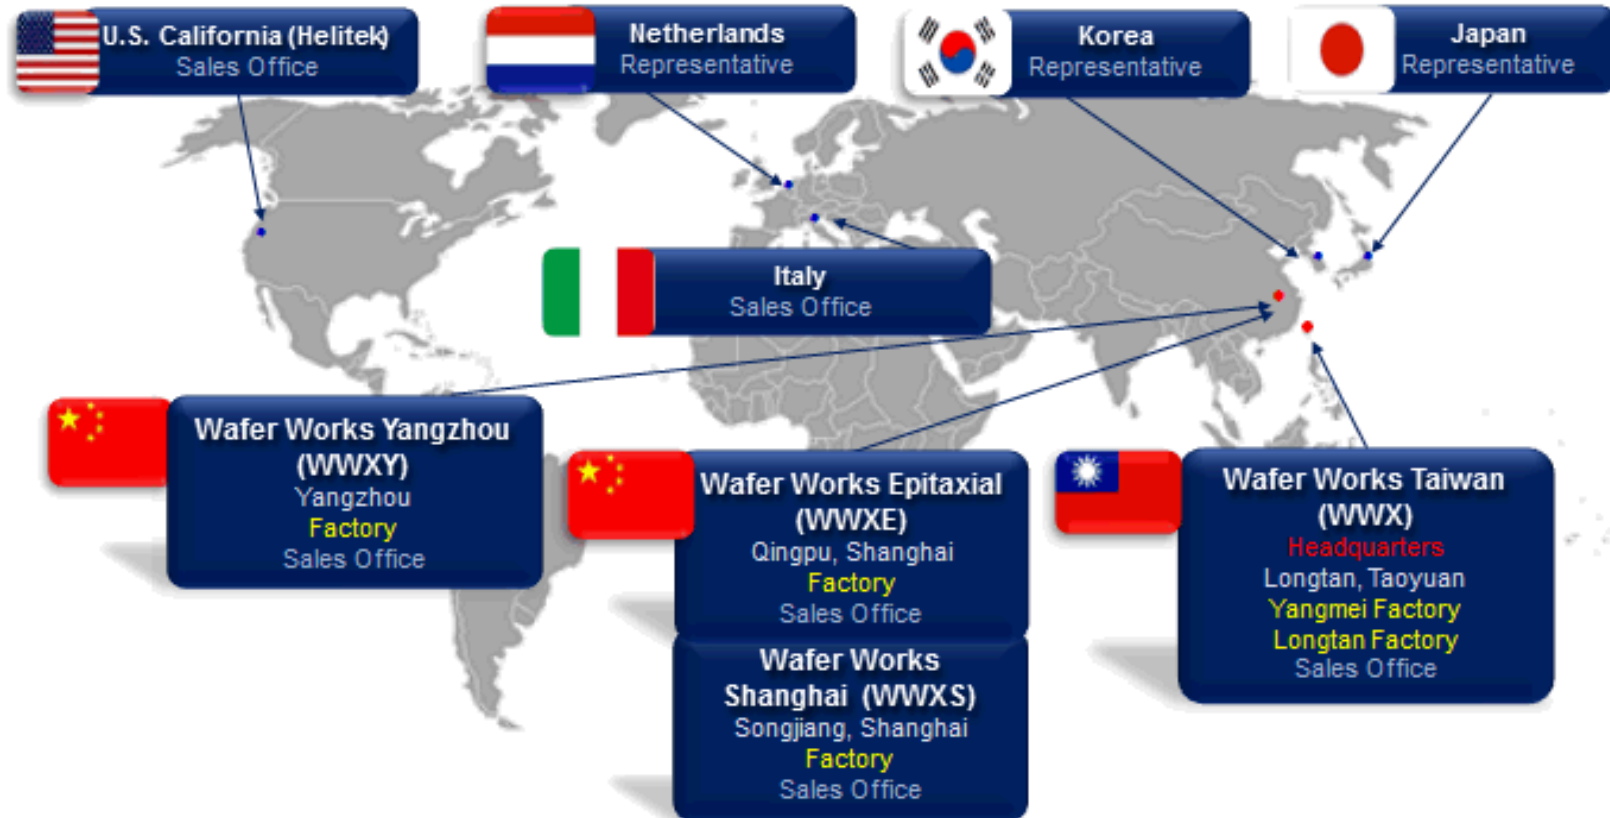 U.S. California (Helitek)
Sales Office
Netherlands
Representative
Korea
Representative
Japan
Representative
Italy
Sales Office
Wafer Works Yangzhou
(WWXY)
Yangzhou
Factory
Sales Office
Wafer Works Epitaxial
(WWXE)
Qingpu, Shanghai
Factory
Sales Office
Wafer Works
Shanghai (WWXS)
Songjiang, Shanghai
Factory
Sales Office
Wafer Works Taiwan
(WWX)
Headquarters
Longtan, Taoyuan
Yangmei Factory
Longtan Factory
Sales Office